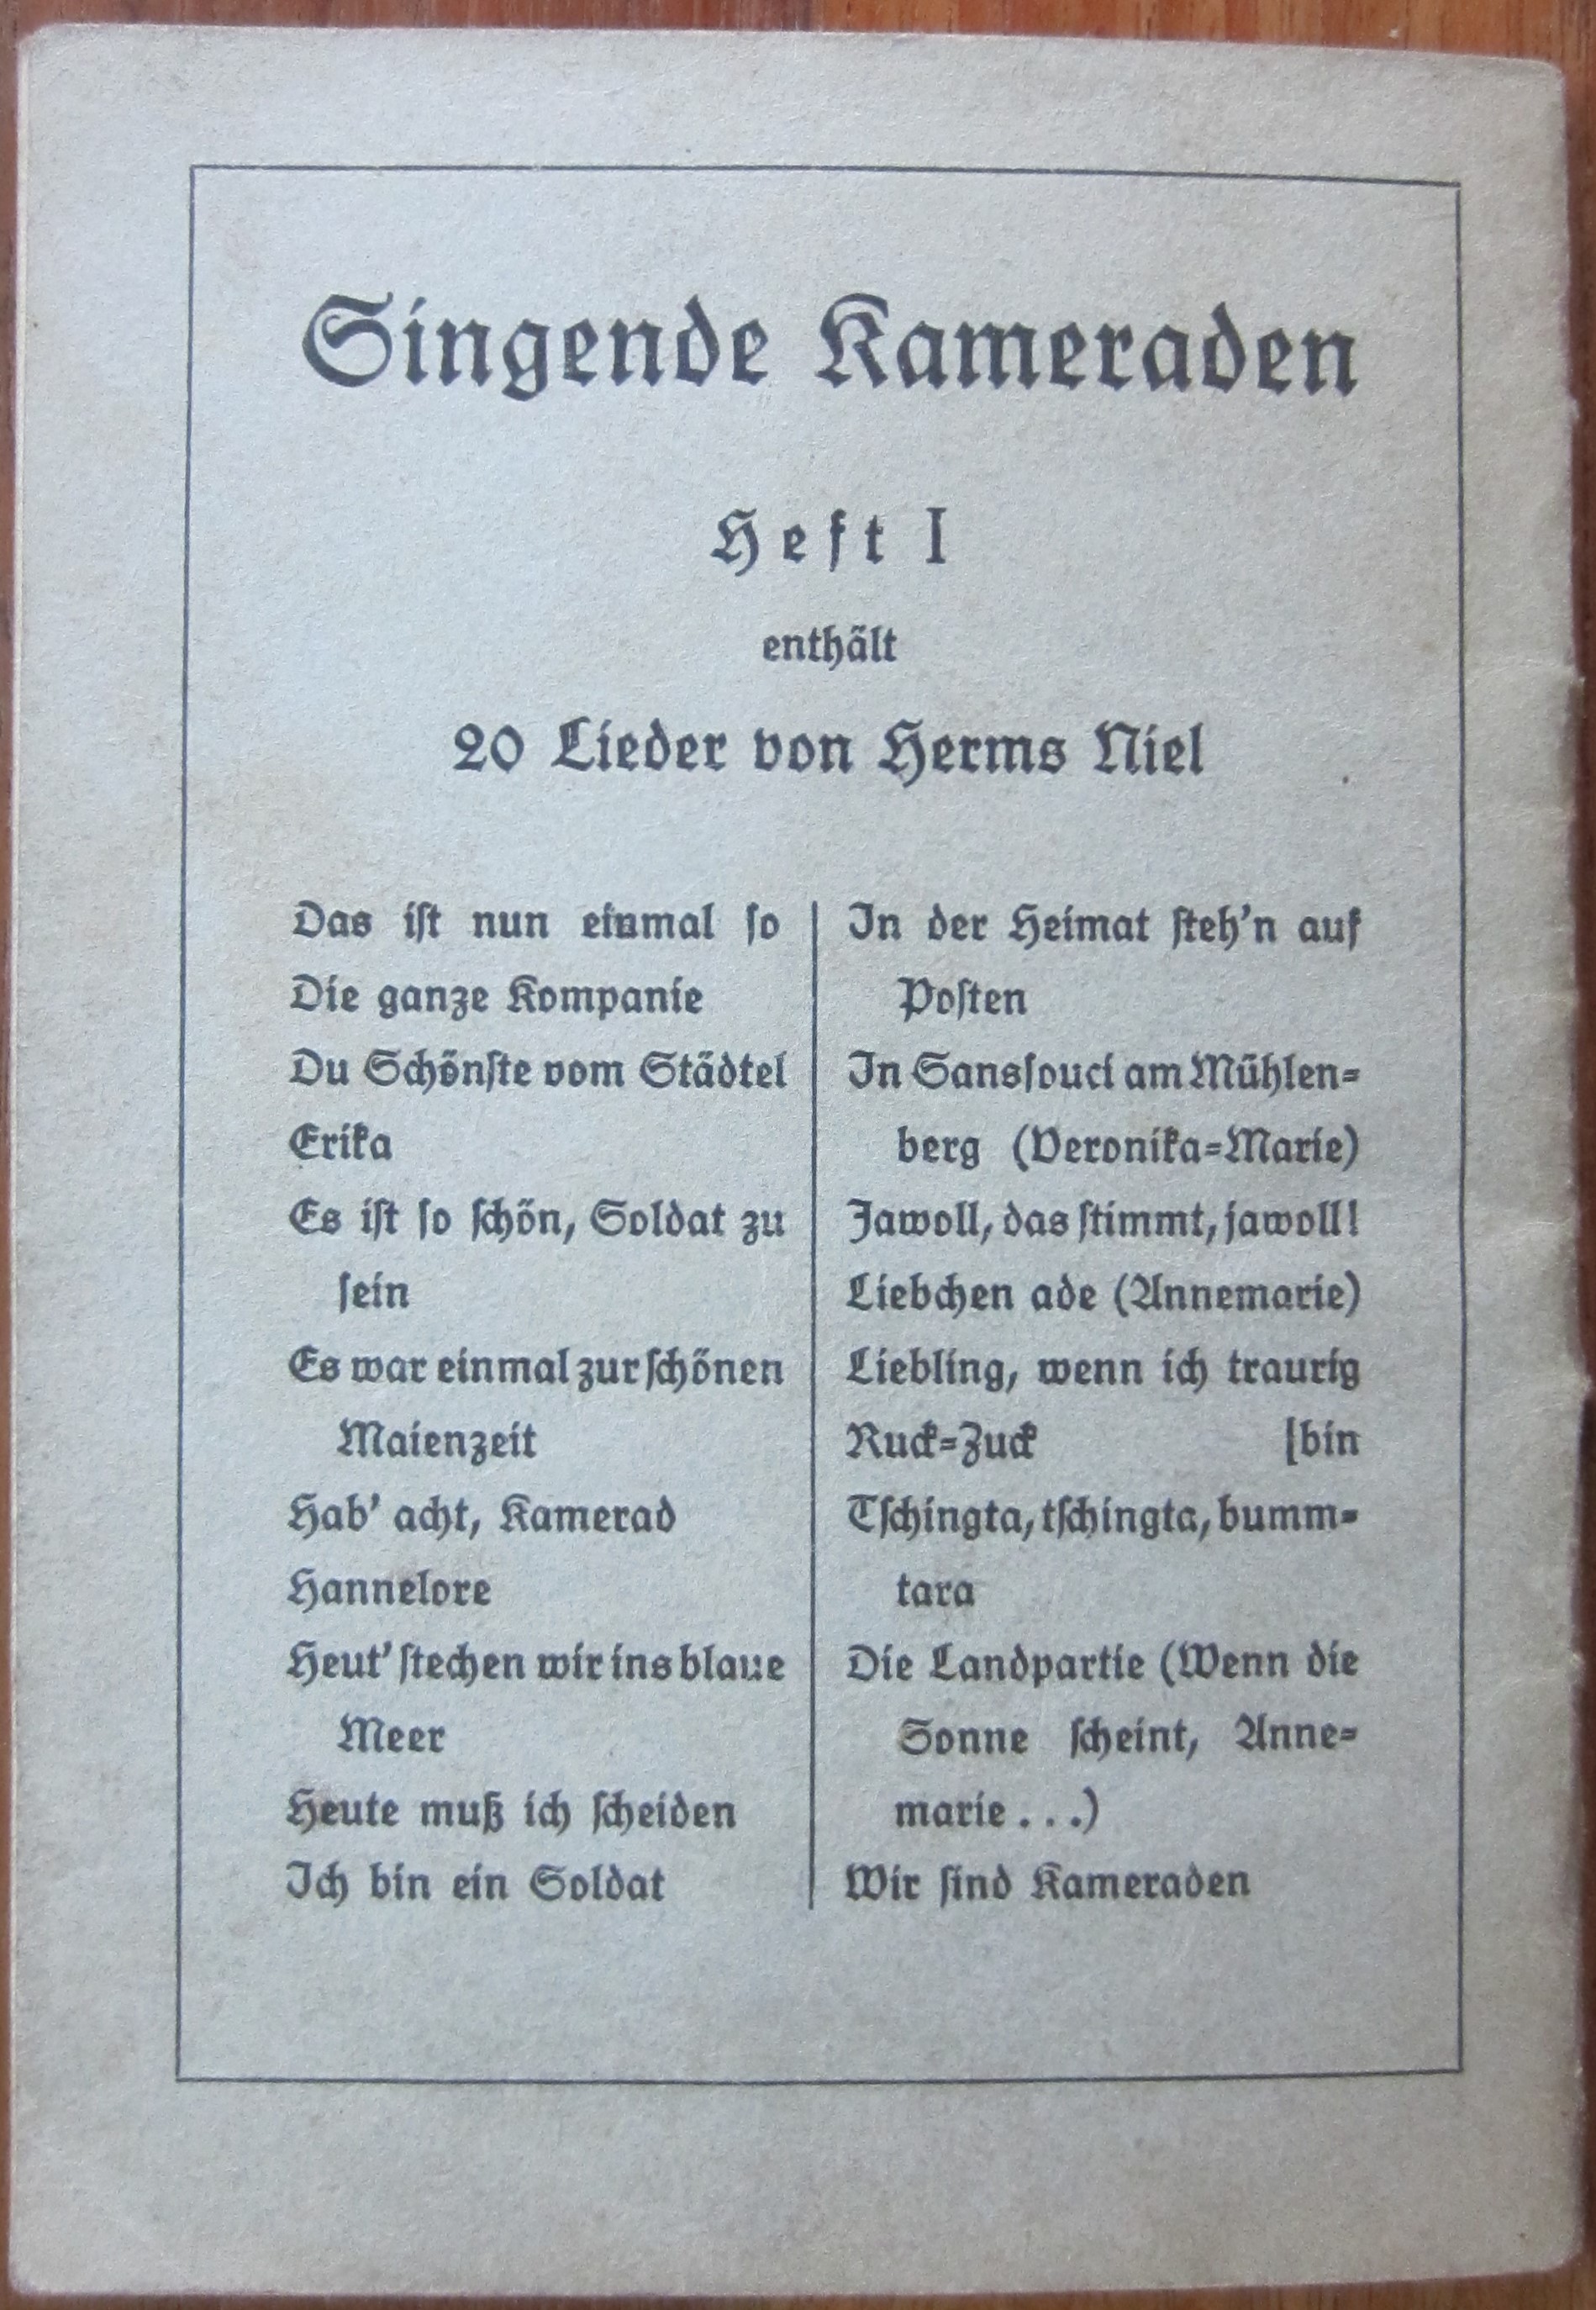 Singende Kameraden
Heft I
enthält
20 Lieder von Herms Niel
Das ist nun einmal so
Die ganze Kompanie
Du Schönste vom Städtel
Erika
Es ist so schön, Soldat zu
sein
Es war einmal zur schönen
Maienzeit
Hab' acht, Kamerad
Hannelore
Heut' stechen wir ins blaue
Meer
Heute muß ich scheiden
Ich bin ein Soldat
In der Heimat steh'n auf
Posten
In Sanssouci am Mühlen-
berg (Veronika-Marie)
Jawoll, das stimmt, jawoll!
Liebchen ade (Annemarie)
Liebling, wenn ich traurig
Ruck-Zuck [bin
Tschingta, tschingta, bumm-
tara
Die Landpartie (Wenn die
Sonne scheint, Anne-
marie...)
Wir sind Kameraden